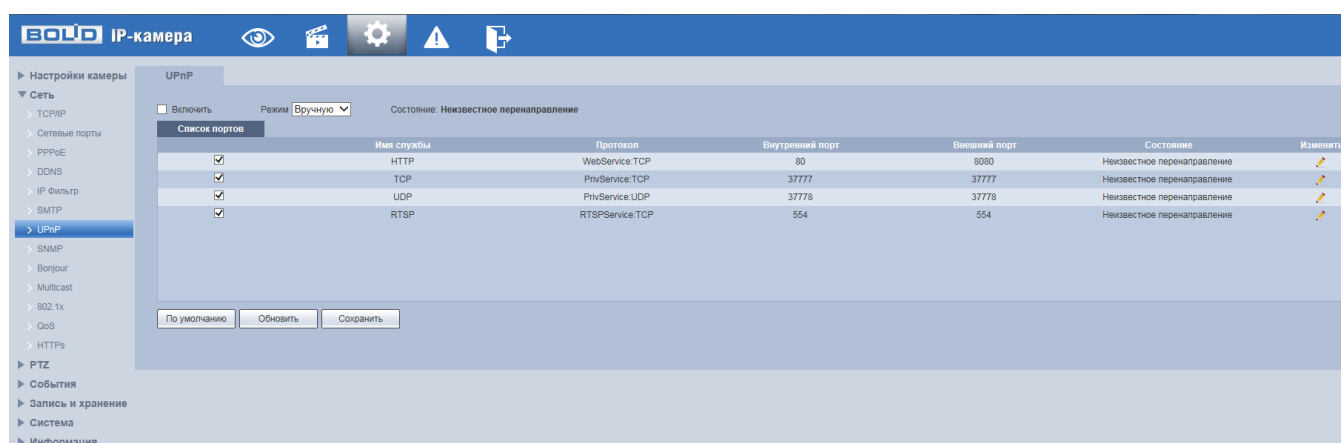 BOLID IP-камера
Настройки камеры
Сеть
TCP/IP
Сетевые порты
PPPoE
DDNS
IP Фильтр
SMTP
UPnP
SNMP
Bonjour
Multicast
802.1x
QoS
HTTPs
PTZ
События
Запись и хранение
Система
Информация
UPnP
Включить Режим Вручную Состояние: Неизвестное перенаправление
Список портов
Имя службы Протокол Внутренний порт Внешний порт Состояние Изменить
HTTP WebService:TCP 80 8080 Неизвестное перенаправление
TCP PrivService:TCP 37777 37777 Неизвестное перенаправление
UDP PrivService:UDP 37778 37778 Неизвестное перенаправление
RTSP RTSPService:TCP 554 554 Неизвестное перенаправление
По умолчанию Обновить Сохранить